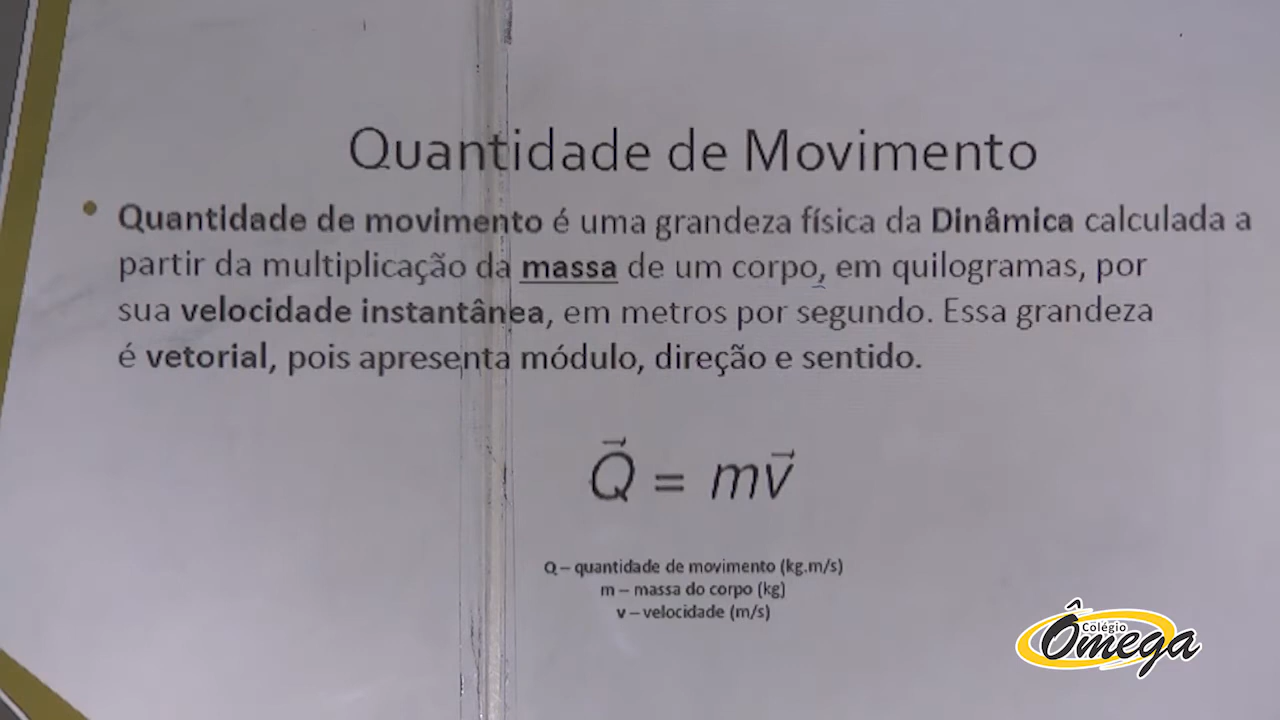 Quantidade de Movimento
• Quantidade de movimento é uma grandeza física da Dinâmica calculada a
partir da multiplicação da massa de um corpo, em quilogramas, por
sua velocidade instantânea, em metros por segundo. Essa grandeza
é vetorial, pois apresenta módulo, direção e sentido.
Q⃗ = mv⃗
Q – quantidade de movimento (kg.m/s)
m – massa do corpo (kg)
v – velocidade (m/s)
Colégio
Ômega